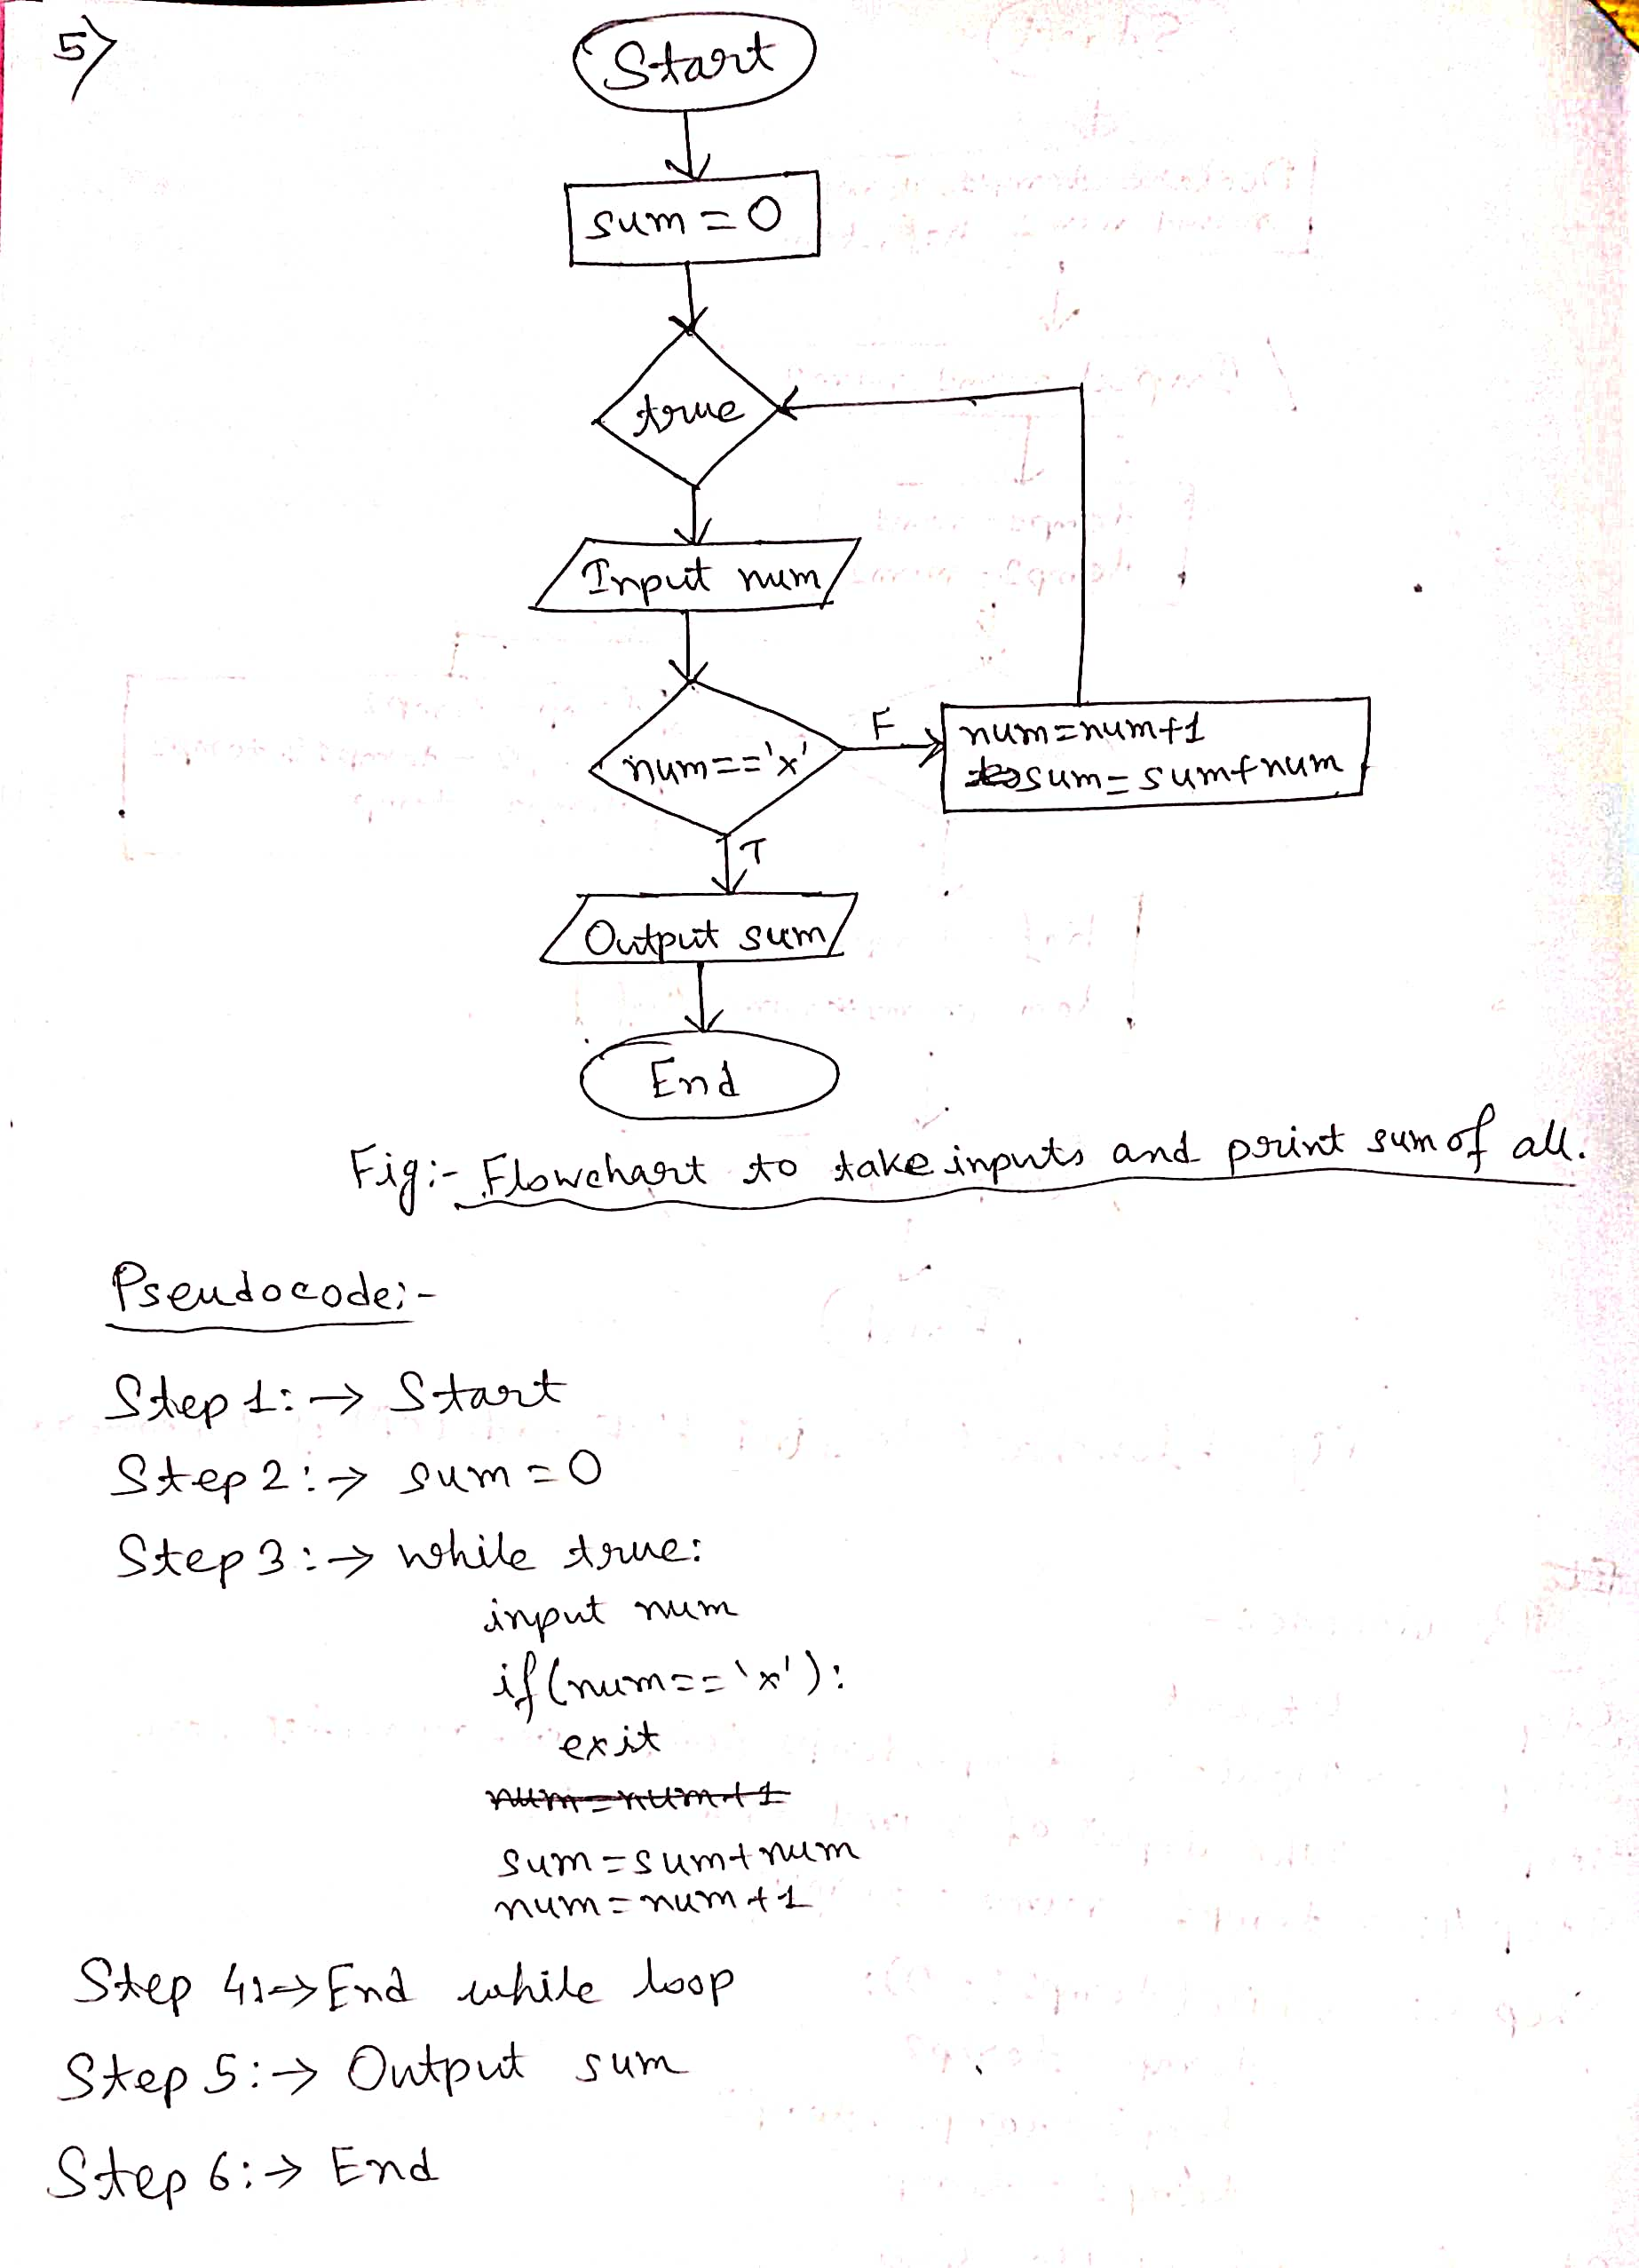 5)
Start
sum = 0
true
Input num
num=='x'
F
num=num+1
sum=sum+num
T
Output sum
End
Fig:- Flowchart to take inputs and print sum of all.
Pseudocode:-
Step 1: → Start
Step 2: → sum = 0
Step 3: → while true:
input num
if(num=='x'):
exit
num=num+1
sum=sum+num
num=num+1
Step 4: → End while loop
Step 5: → Output sum
Step 6: → End